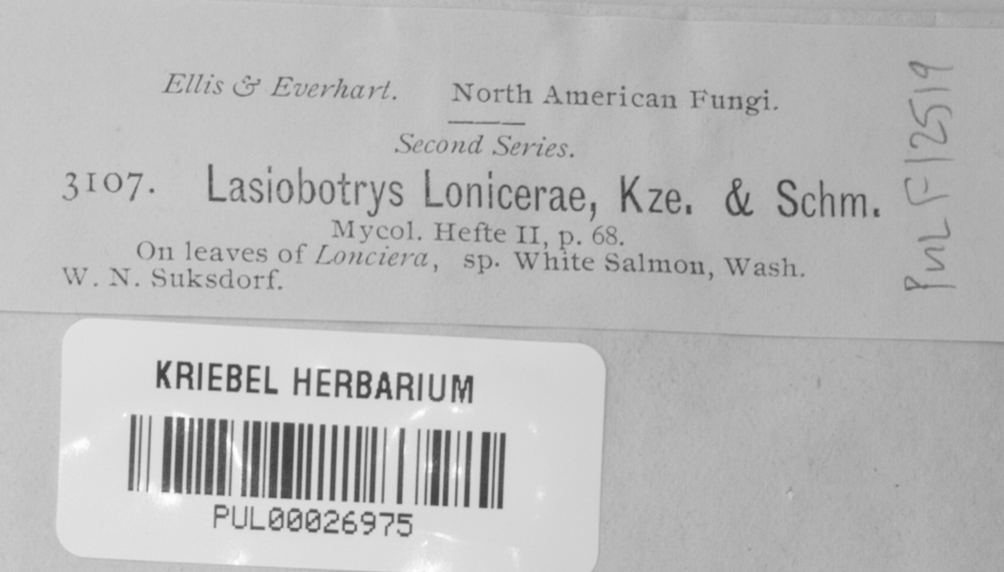 Ellis & Everhart. North American Fungi.
Second Series.
3107. Lasiobotrys Lonicerae, Kze. & Schm.
Mycol. Hefte II, p. 68.
On leaves of Lonciera, sp. White Salmon, Wash.
W. N. Suksdorf.
PUL F12519
KRIEBEL HERBARIUM
PUL00026975